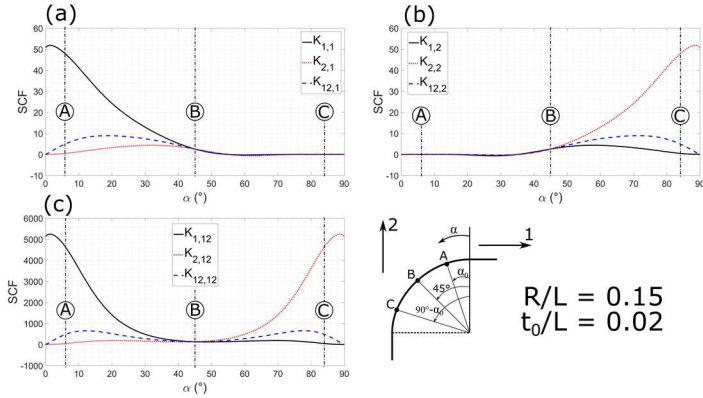 (a)
60
50
40
30
20
10
0
-10
SCF
K1,1
K2,1
K12,1
A
B
C
0 10 20 30 40 50 60 70 80 90
α (°)
(b)
60
50
40
30
20
10
0
-10
SCF
K1,2
K2,2
K12,2
A
B
C
0 10 20 30 40 50 60 70 80 90
α (°)
(c)
6000
5000
4000
3000
2000
1000
0
-1000
SCF
K1,12
K2,12
K12,12
A
B
C
0 10 20 30 40 50 60 70 80 90
α (°)
2
α
1
A
α0
B
45°
C
90°-α0
R/L = 0.15
t0/L = 0.02